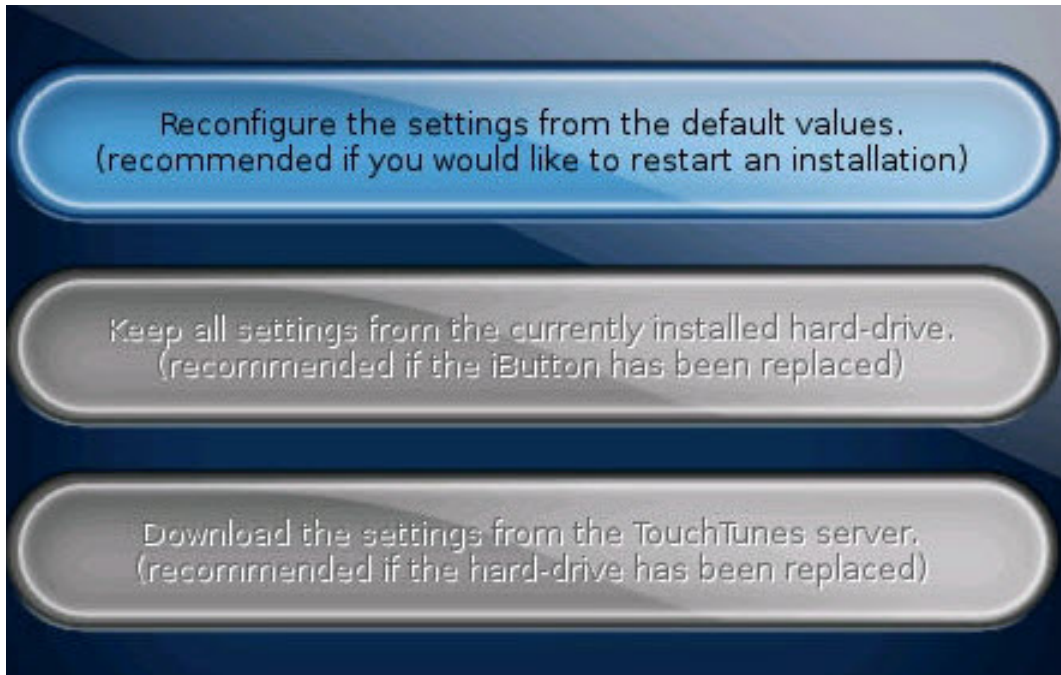 Reconfigure the settings from the default values.
(recommended if you would like to restart an installation)
Keep all settings from the currently installed hard-drive.
(recommended if the iButton has been replaced)
Download the settings from the TouchTunes server.
(recommended if the hard-drive has been replaced)